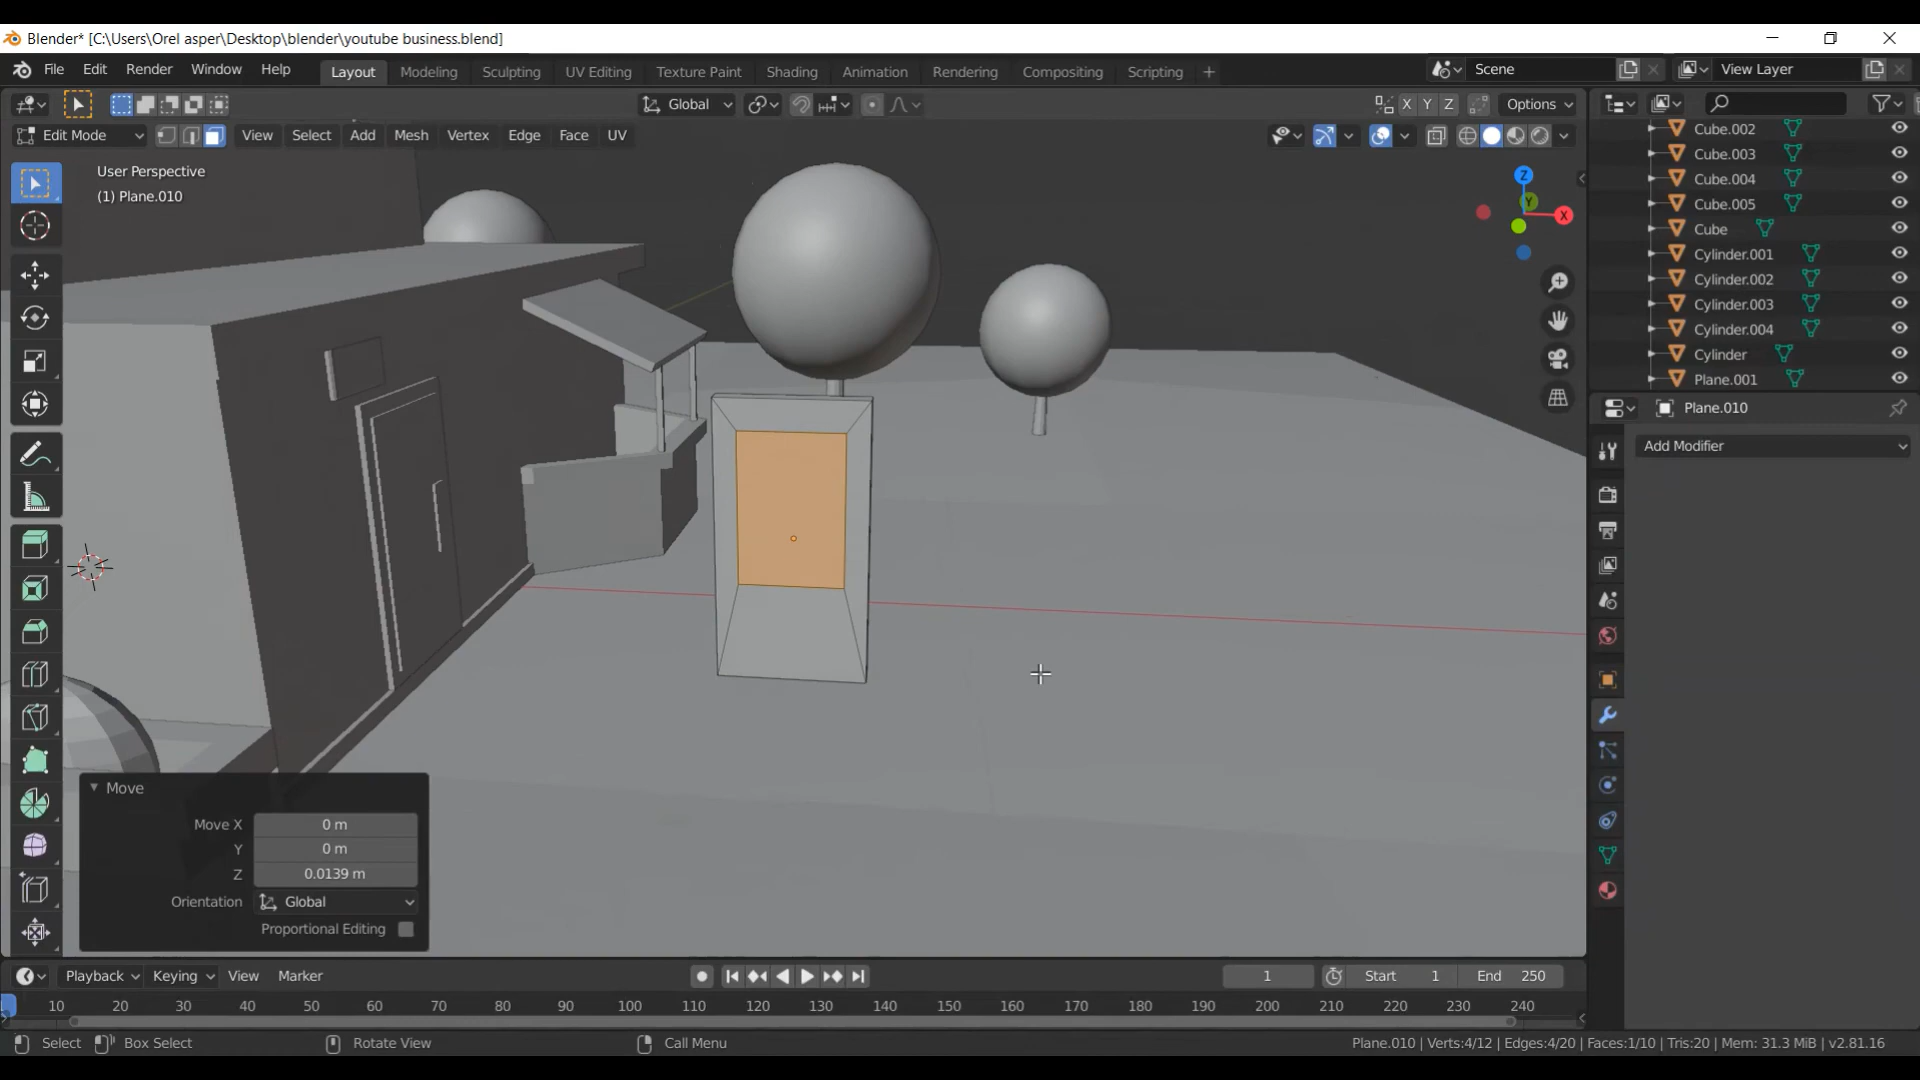 Blender* [C:\Users\Orel asper\Desktop\blender\youtube business.blend]
File Edit Render Window Help Layout Modeling Sculpting UV Editing Texture Paint Shading Animation Rendering Compositing Scripting + Scene View Layer
Global X Y Z Options
Edit Mode View Select Add Mesh Vertex Edge Face UV
User Perspective
(1) Plane.010
Z
Y
X
Cube.002
Cube.003
Cube.004
Cube.005
Cube
Cylinder.001
Cylinder.002
Cylinder.003
Cylinder.004
Cylinder
Plane.001
Plane.010
Add Modifier
Move
Move X 0 m
Y 0 m
Z 0.0139 m
Orientation Global
Proportional Editing
Playback Keying View Marker 1 Start 1 End 250
10 20 30 40 50 60 70 80 90 100 110 120 130 140 150 160 170 180 190 200 210 220 230 240
Select Box Select Rotate View Call Menu Plane.010 | Verts:4/12 | Edges:4/20 | Faces:1/10 | Tris:20 | Mem: 31.3 MiB | v2.81.16